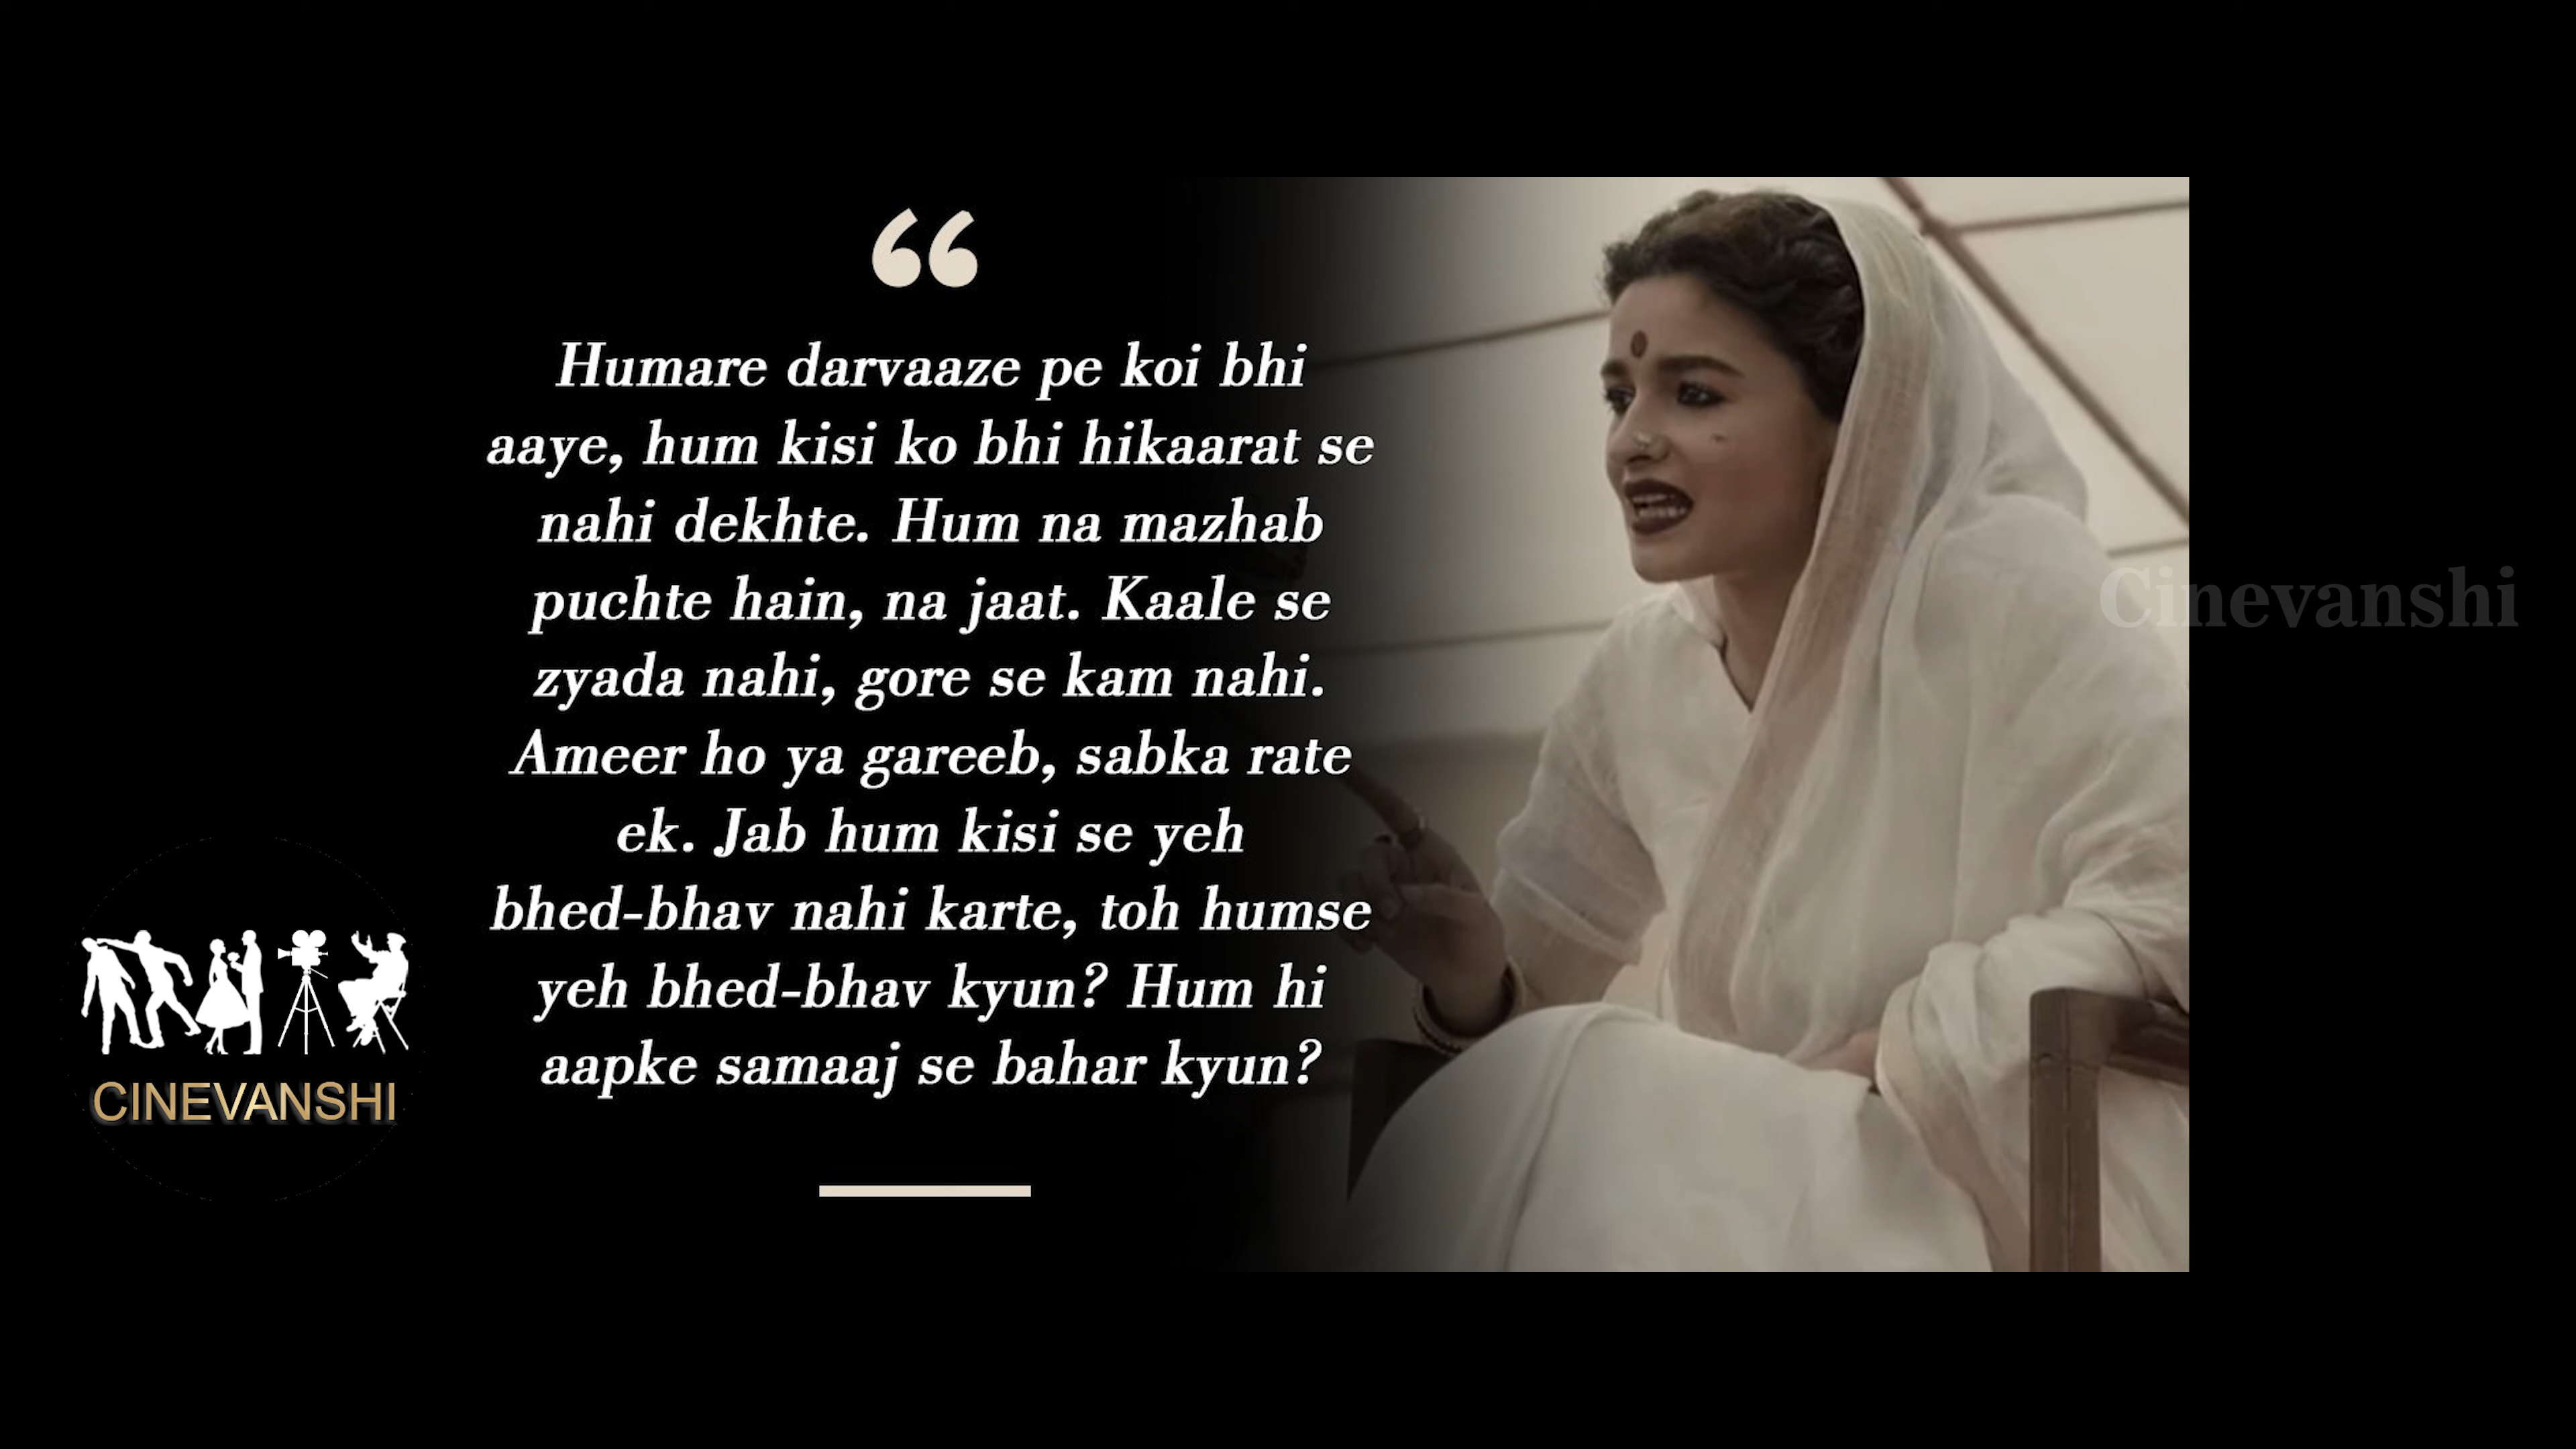 “
Humare darvaaze pe koi bhi
aaye, hum kisi ko bhi hikaarat se
nahi dekhte. Hum na mazhab
puchte hain, na jaat. Kaale se
zyada nahi, gore se kam nahi.
Ameer ho ya gareeb, sabka rate
ek. Jab hum kisi se yeh
bhed-bhav nahi karte, toh humse
yeh bhed-bhav kyun? Hum hi
aapke samaaj se bahar kyun?
Cinevanshi
CINEVANSHI